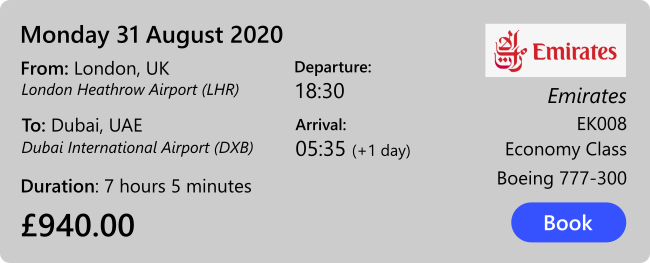 Monday 31 August 2020
From: London, UK
London Heathrow Airport (LHR)
Departure:
18:30
To: Dubai, UAE
Dubai International Airport (DXB)
Arrival:
05:35 (+1 day)
Duration: 7 hours 5 minutes
£940.00
Emirates
Emirates
EK008
Economy Class
Boeing 777-300
Book